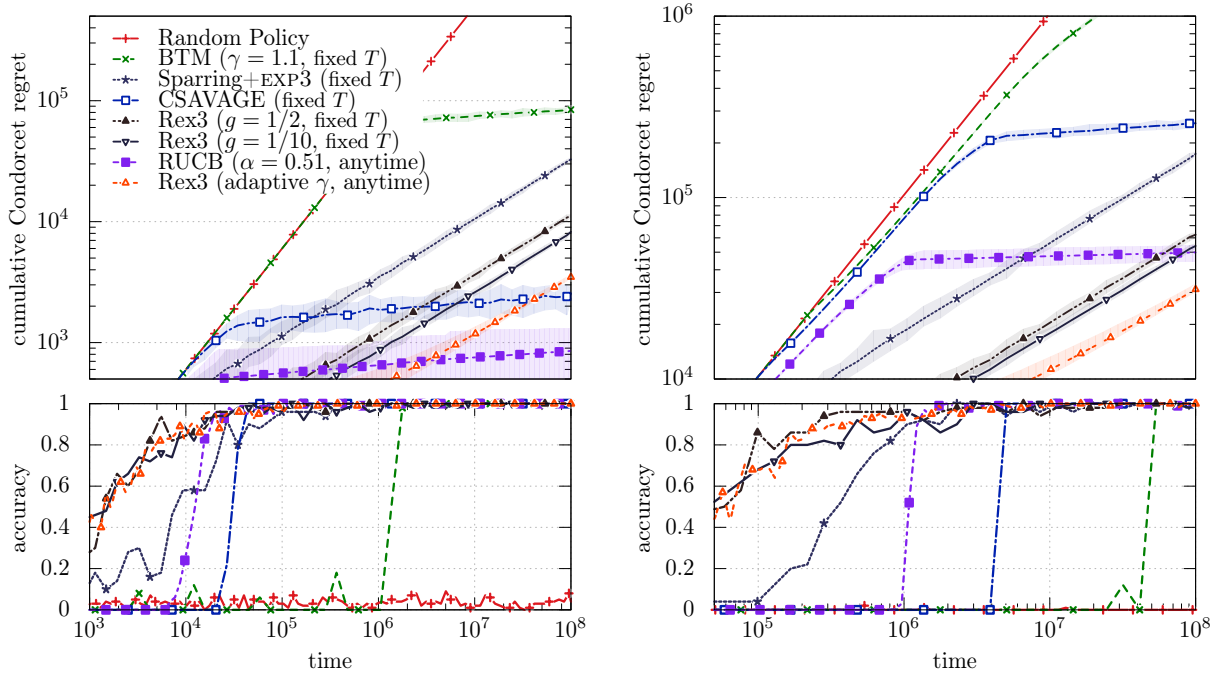 cumulative Condorcet regret
10^5
10^4
10^3
Random Policy
BTM (γ = 1.1, fixed T)
Sparring+EXP3 (fixed T)
CSAVAGE (fixed T)
Rex3 (g = 1/2, fixed T)
Rex3 (g = 1/10, fixed T)
RUCB (α = 0.51, anytime)
Rex3 (adaptive γ, anytime)
accuracy
1
0.8
0.6
0.4
0.2
0
10^3 10^4 10^5 10^6 10^7 10^8
time
cumulative Condorcet regret
10^6
10^5
10^4
accuracy
1
0.8
0.6
0.4
0.2
0
10^5 10^6 10^7 10^8
time